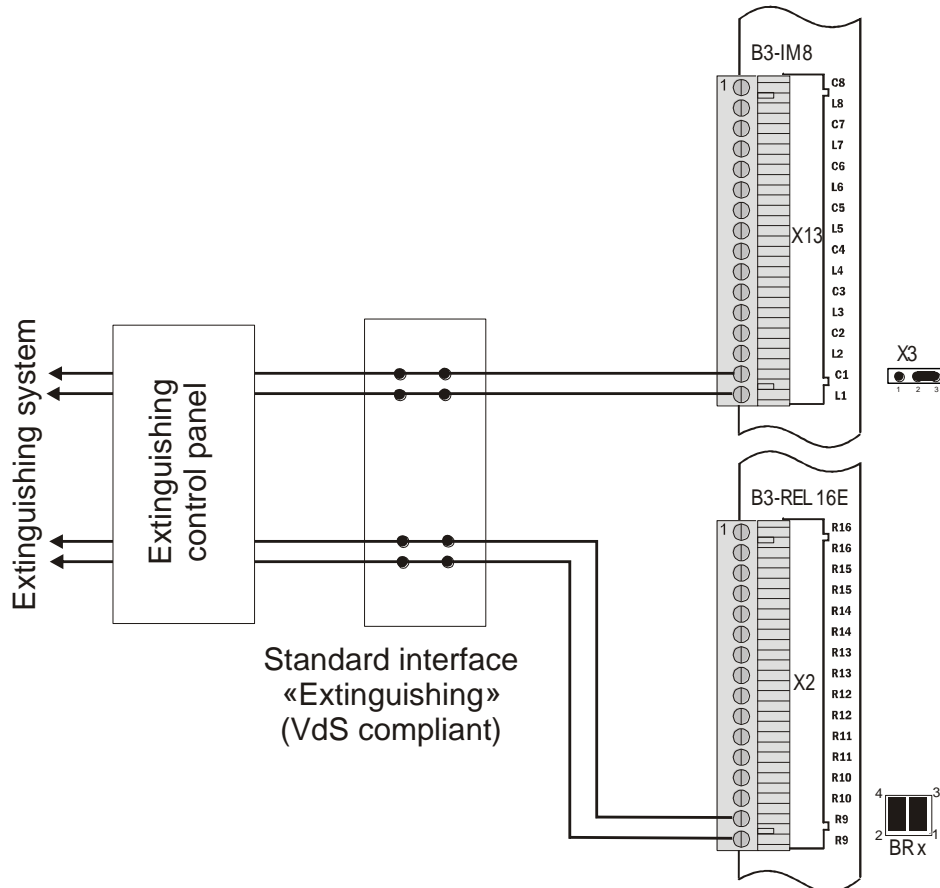 B3-IM8
1
C8
L8
C7
L7
C6
L6
C5
L5
X13
C4
L4
C3
L3
C2
L2
C1
L1
X3
1 2 3
Extinguishing system
Extinguishing
control panel
Standard interface
«Extinguishing»
(VdS compliant)
B3-REL 16E
1
R16
R16
R15
R15
R14
R14
R13
R13
X2
R12
R12
R11
R11
R10
R10
R9
R9
4 3
2 1
BR x